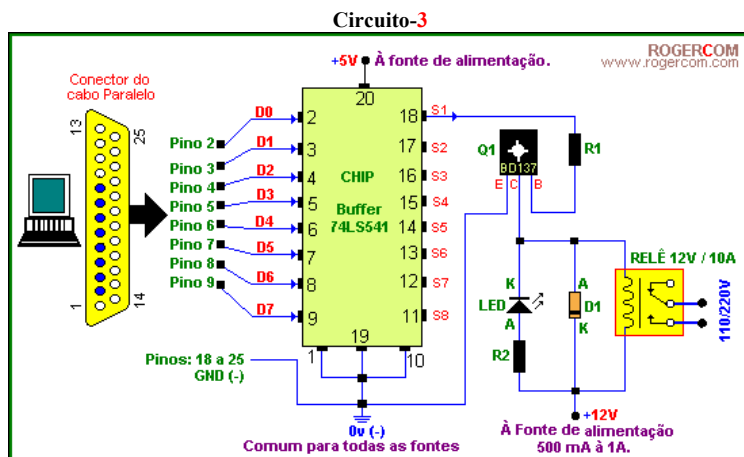 Circuito-3
ROGERCOM
www.rogercom.com
+5V À fonte de alimentação.
Conector do
cabo Paralelo
13
25
1
14
Pino 2
Pino 3
Pino 4
Pino 5
Pino 6
Pino 7
Pino 8
Pino 9
D0
D1
D2
D3
D4
D5
D6
D7
20
2
3
4
5
6
7
8
9
CHIP
Buffer
74LS541
18
17
16
15
14
13
12
11
S1
S2
S3
S4
S5
S6
S7
S8
19
1
10
Q1
BD137
E C B
R1
K
LED
A
R2
A
D1
K
RELÊ 12V / 10A
110/220V
Pinos: 18 a 25
GND (-)
0v (-)
Comum para todas as fontes
+12V
À Fonte de alimentação
500 mA à 1A.